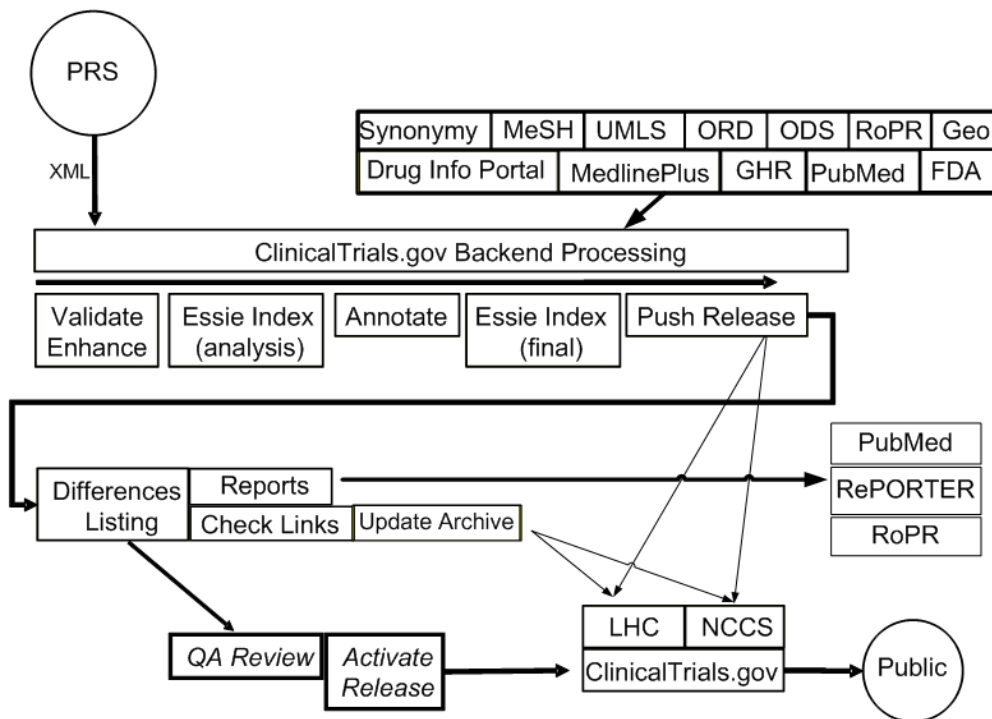 PRS
XML
Synonymy MeSH UMLS ORD ODS RoPR Geo
Drug Info Portal MedlinePlus GHR PubMed FDA
ClinicalTrials.gov Backend Processing
Validate
Enhance
Essie Index
(analysis)
Annotate
Essie Index
(final)
Push Release
Differences
Listing
Reports
Check Links
Update Archive
PubMed
RePORTER
RoPR
QA Review
Activate
Release
LHC NCCS
ClinicalTrials.gov
Public